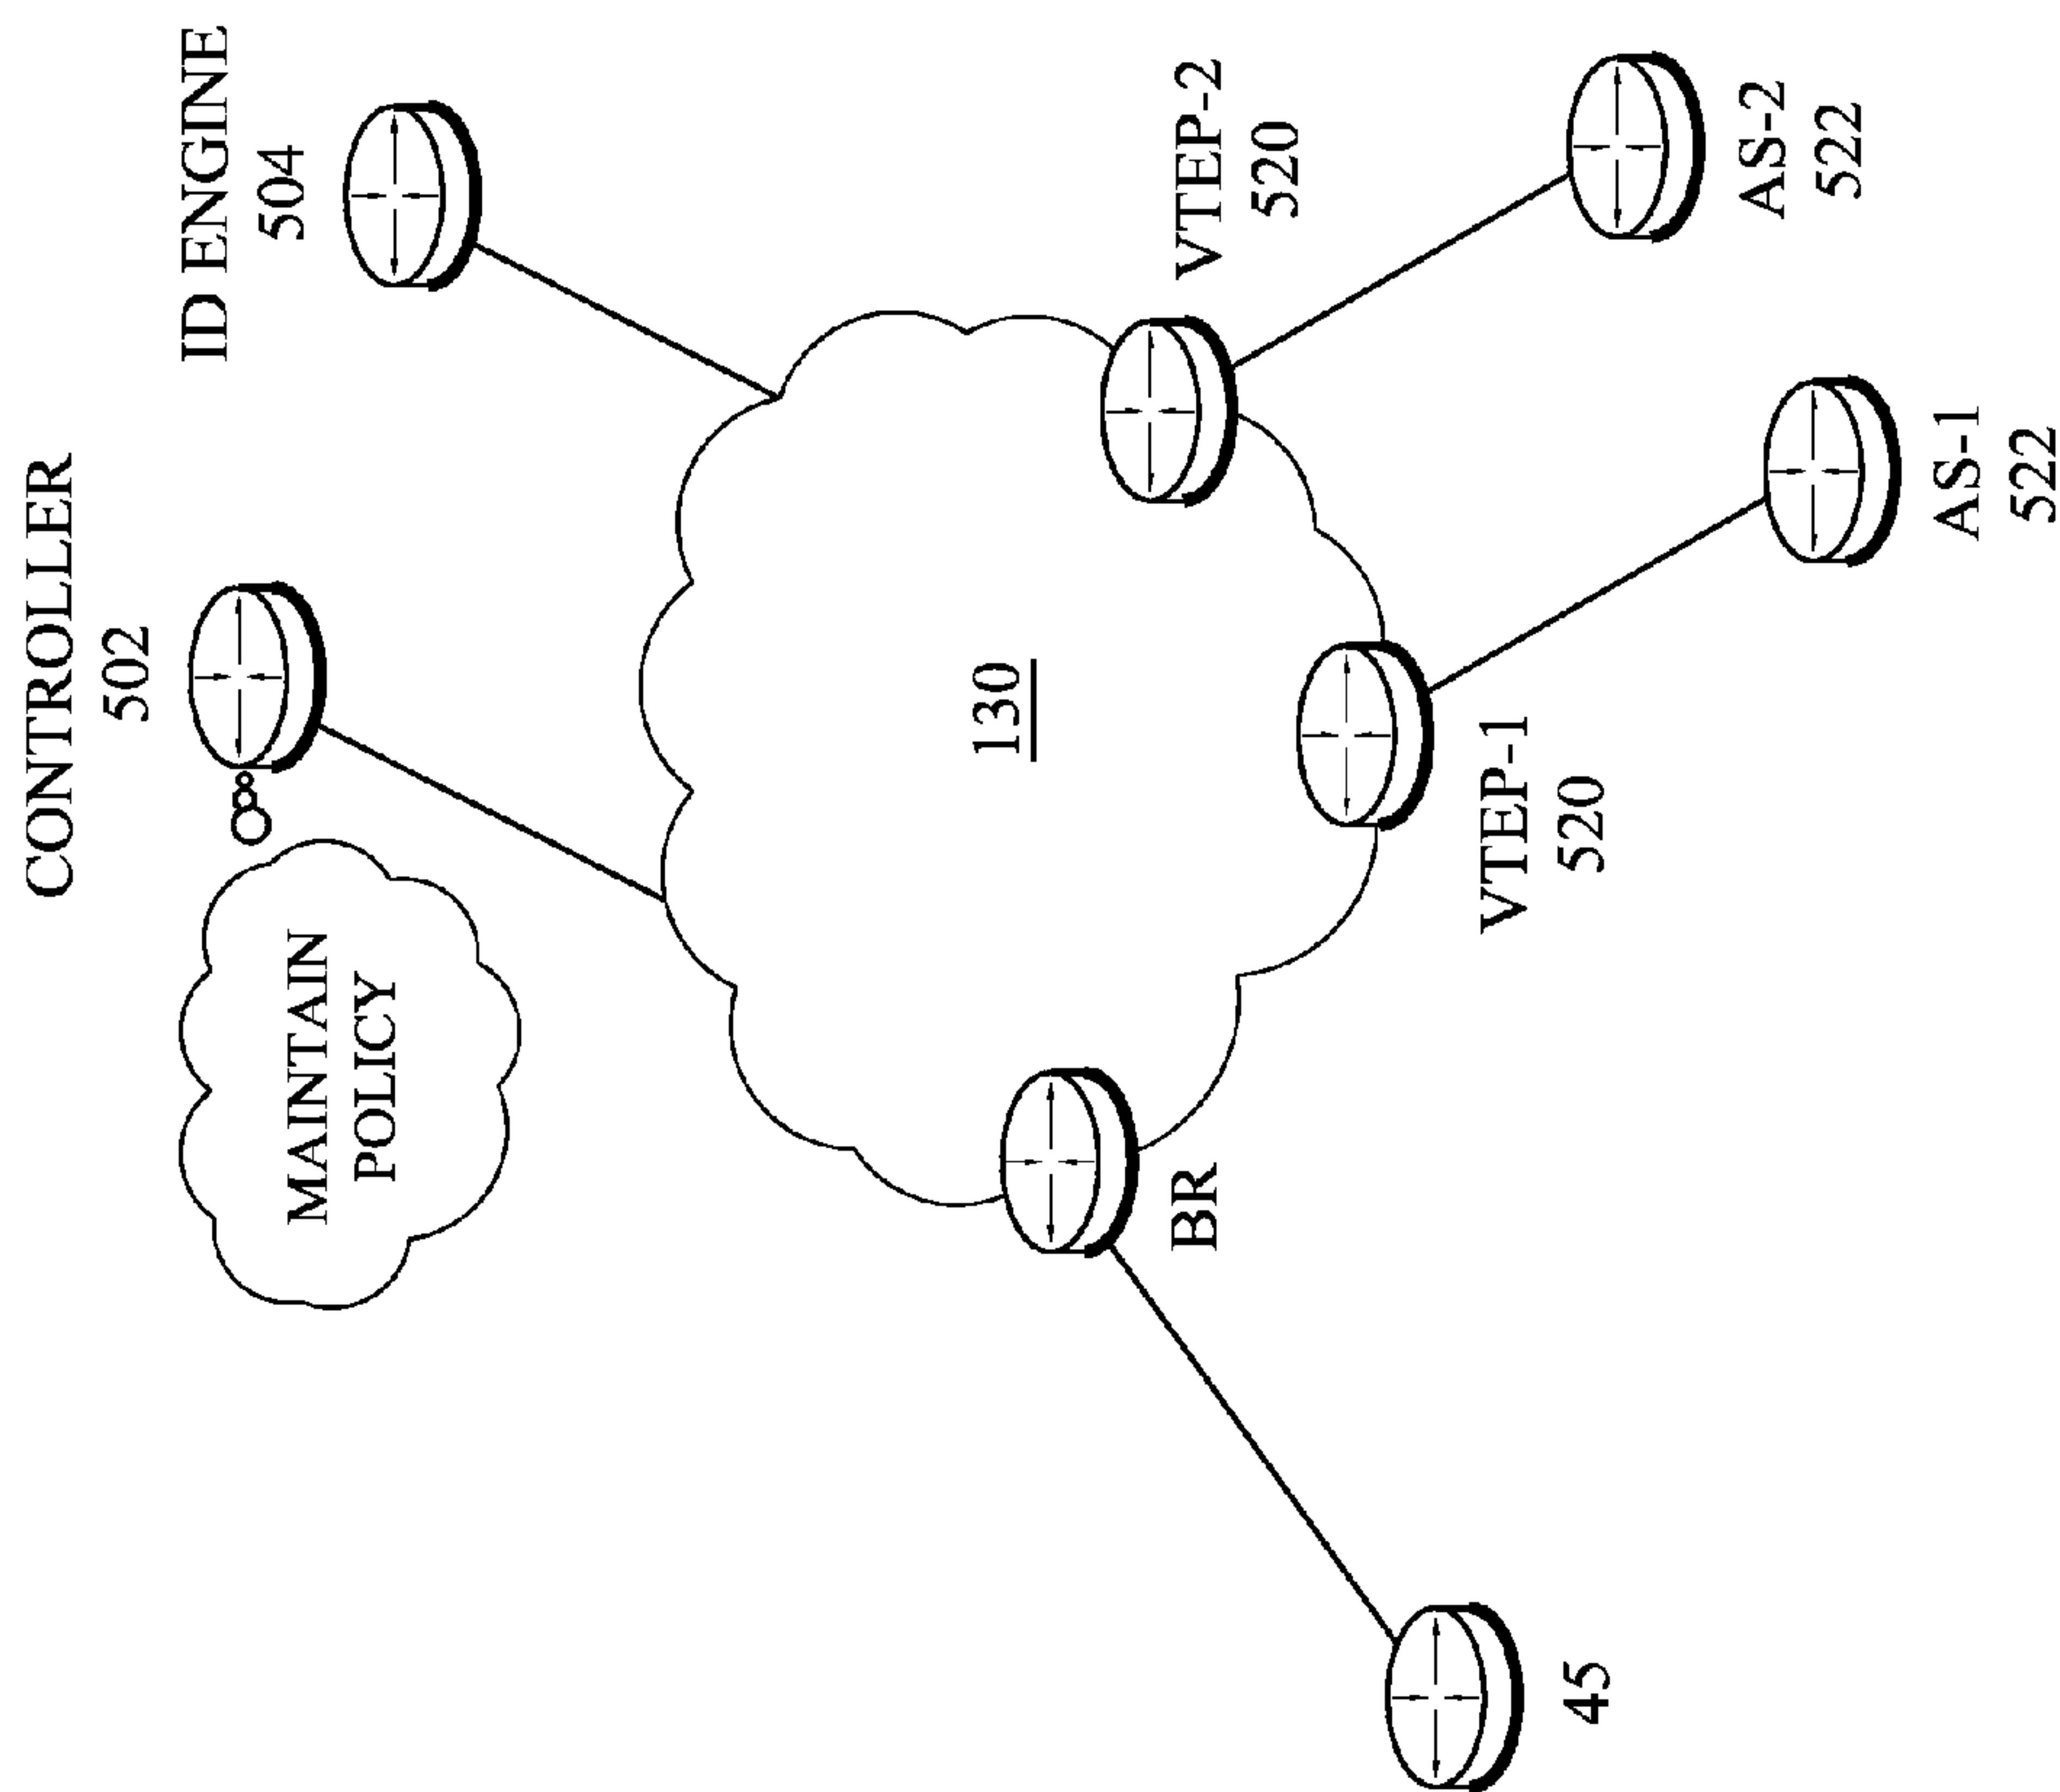 CONTROLLER
502
ID ENGINE
504
MAINTAIN
POLICY
130
BR
VTEP-2
520
VTEP-1
520
45
AS-2
522
AS-1
522